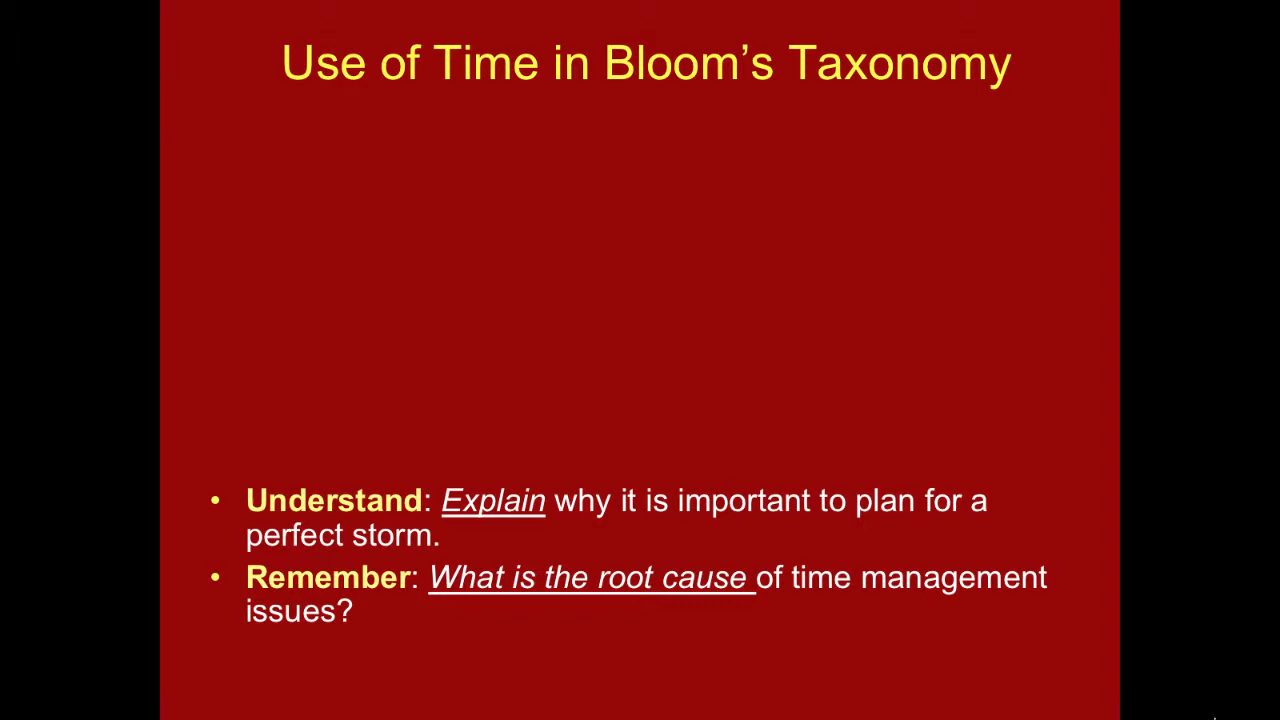 Use of Time in Bloom’s Taxonomy
• Understand: Explain why it is important to plan for a
perfect storm.
• Remember: What is the root cause of time management
issues?